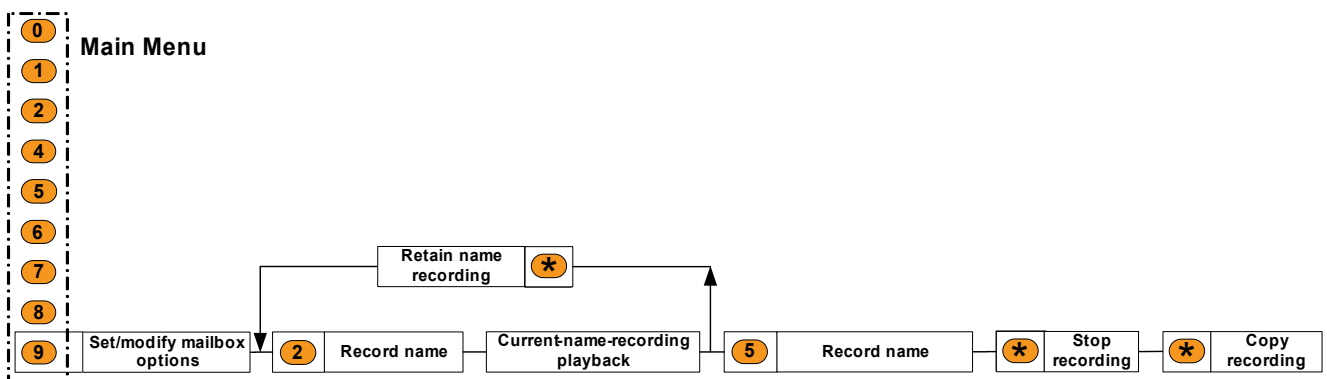 0
Main Menu
1
2
4
5
6
Retain name
recording
*
7
8
9
Set/modify mailbox
options
2
Record name
Current-name-recording
playback
5
Record name
*
Stop
recording
*
Copy
recording